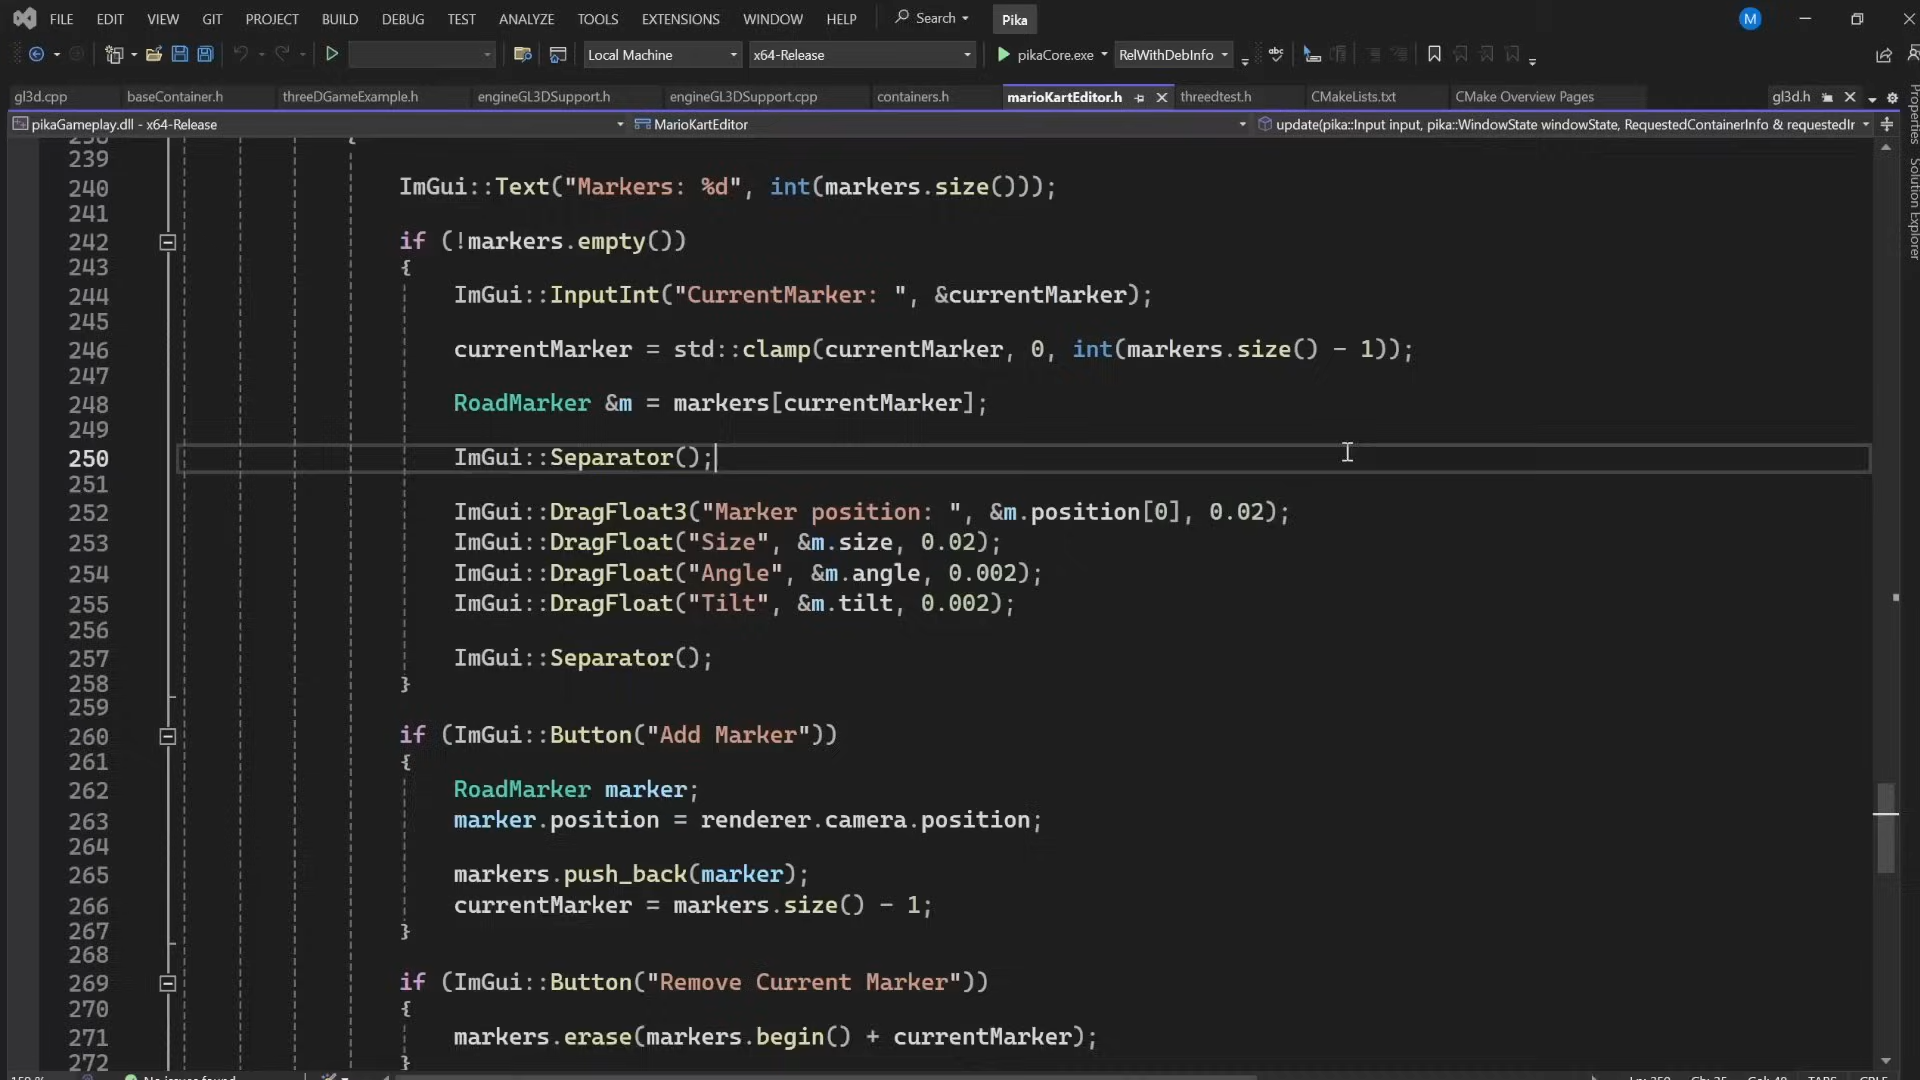 FILE EDIT VIEW GIT PROJECT BUILD DEBUG TEST ANALYZE TOOLS EXTENSIONS WINDOW HELP Search Pika M
Local Machine x64-Release pikaCore.exe RelWithDebInfo abc
gl3d.cpp baseContainer.h threeDGameExample.h engineGL3DSupport.h engineGL3DSupport.cpp containers.h marioKartEditor.h threedtest.h CMakeLists.txt CMake Overview Pages gl3d.h
pikaGameplay.dll - x64-Release MarioKartEditor update(pika::Input input, pika::WindowState windowState, RequestedContainerInfo & requestedIr
Properties
Solution Explorer
238 {
239
240 ImGui::Text("Markers: %d", int(markers.size()));
241
242 if (!markers.empty())
243 {
244 ImGui::InputInt("CurrentMarker: ", &currentMarker);
245
246 currentMarker = std::clamp(currentMarker, 0, int(markers.size() - 1));
247
248 RoadMarker &m = markers[currentMarker];
249
250 ImGui::Separator();
251
252 ImGui::DragFloat3("Marker position: ", &m.position[0], 0.02);
253 ImGui::DragFloat("Size", &m.size, 0.02);
254 ImGui::DragFloat("Angle", &m.angle, 0.002);
255 ImGui::DragFloat("Tilt", &m.tilt, 0.002);
256
257 ImGui::Separator();
258 }
259
260 if (ImGui::Button("Add Marker"))
261 {
262 RoadMarker marker;
263 marker.position = renderer.camera.position;
264
265 markers.push_back(marker);
266 currentMarker = markers.size() - 1;
267 }
268
269 if (ImGui::Button("Remove Current Marker"))
270 {
271 markers.erase(markers.begin() + currentMarker);
272 }
No issues found